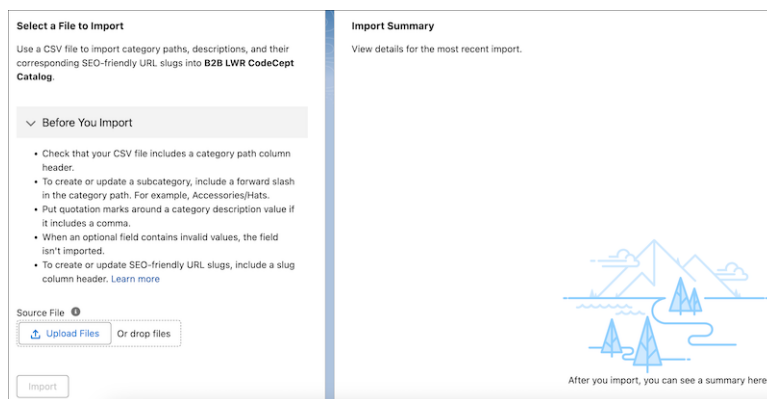 Select a File to Import
Use a CSV file to import category paths, descriptions, and their
corresponding SEO-friendly URL slugs into B2B LWR CodeCept
Catalog.
Before You Import
• Check that your CSV file includes a category path column
header.
• To create or update a subcategory, include a forward slash
in the category path. For example, Accessories/Hats.
• Put quotation marks around a category description value if
it includes a comma.
• When an optional field contains invalid values, the field
isn't imported.
• To create or update SEO-friendly URL slugs, include a slug
column header. Learn more
Source File
Upload Files Or drop files
Import
Import Summary
View details for the most recent import.
After you import, you can see a summary here